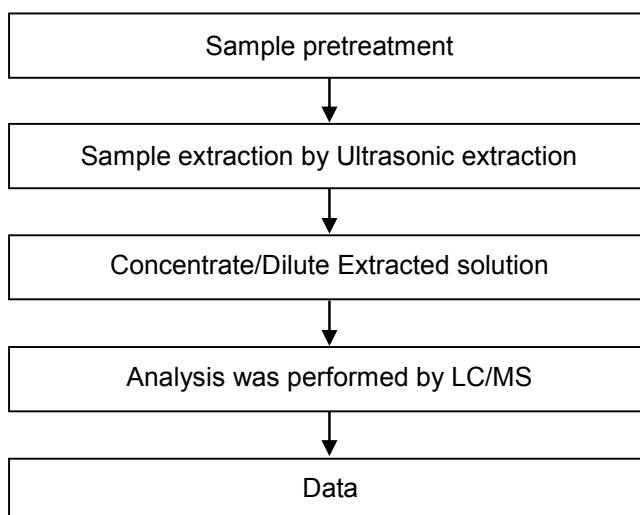 Sample pretreatment
Sample extraction by Ultrasonic extraction
Concentrate/Dilute Extracted solution
Analysis was performed by LC/MS
Data